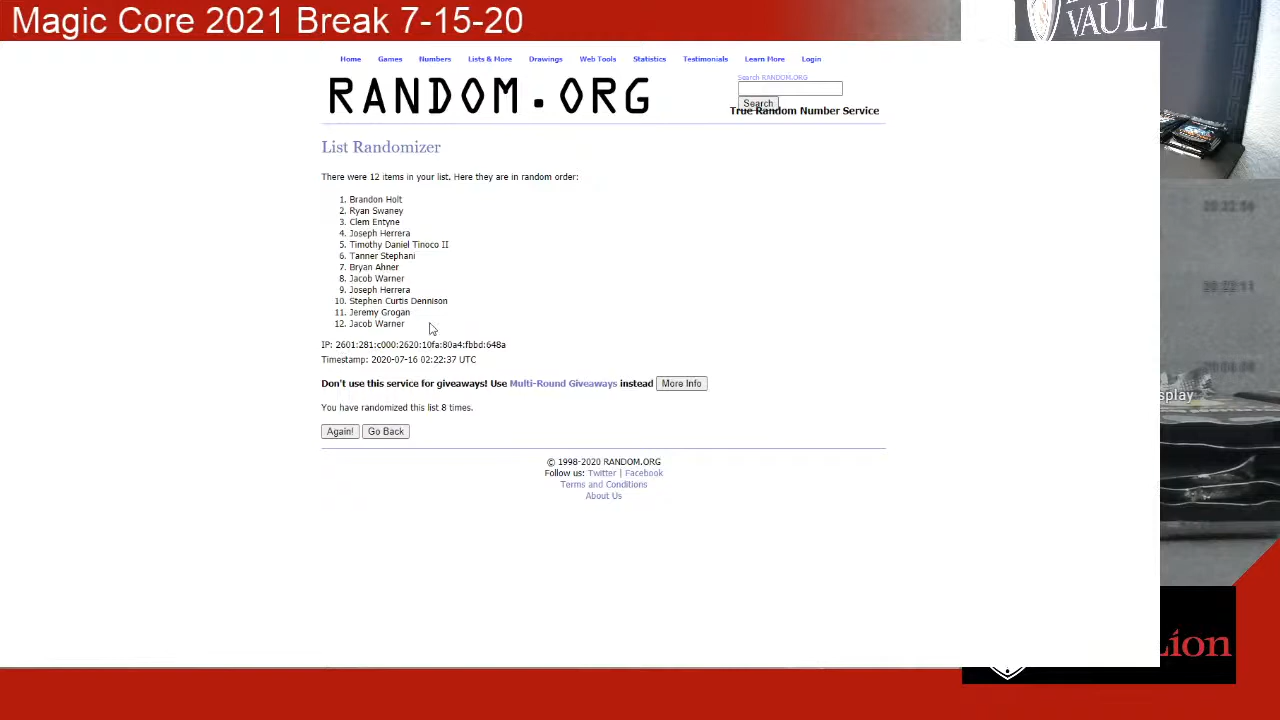 Magic Core 2021 Break 7-15-20
VAULT
Home Games Numbers Lists & More Drawings Web Tools Statistics Testimonials Learn More Login
RANDOM.ORG
Search RANDOM.ORG
Search
True Random Number Service
List Randomizer
There were 12 items in your list. Here they are in random order:
1. Brandon Holt
2. Ryan Swaney
3. Clem Entyne
4. Joseph Herrera
5. Timothy Daniel Tinoco II
6. Tanner Stephani
7. Bryan Ahner
8. Jacob Warner
9. Joseph Herrera
10. Stephen Curtis Dennison
11. Jeremy Grogan
12. Jacob Warner
IP: 2601:281:c000:2620:10fa:80a4:fbbd:648a
Timestamp: 2020-07-16 02:22:37 UTC
Don't use this service for giveaways! Use Multi-Round Giveaways instead More Info
You have randomized this list 8 times.
Again! Go Back
© 1998-2020 RANDOM.ORG
Follow us: Twitter | Facebook
Terms and Conditions
About Us
splay
Lion